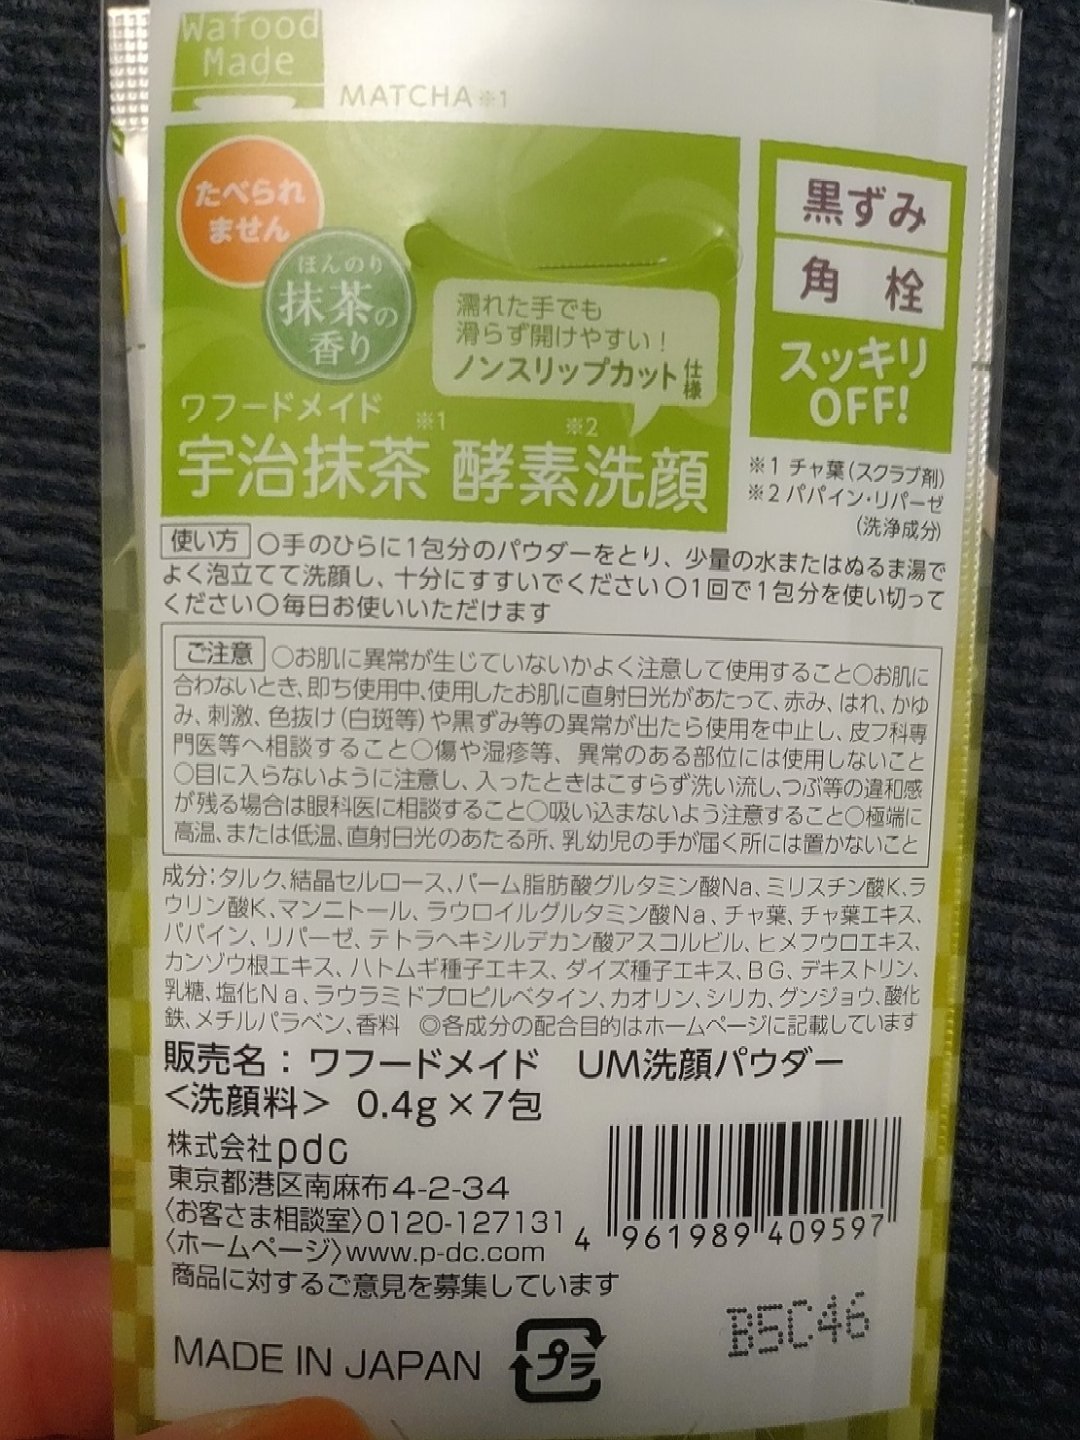 Wafood
Made
MATCHA※1
たべられ
ません
ほんのり
抹茶の
香り
濡れた手でも
滑らず開けやすい！
ノンスリップカット仕様
ワフードメイド
宇治抹茶※1 酵素※2洗顔
黒ずみ
角 栓
スッキリ
OFF!
※1 チャ葉(スクラブ剤)
※2 パパイン・リパーゼ
(洗浄成分)
使い方 ○手のひらに1包分のパウダーをとり、少量の水またはぬるま湯で
よく泡立てて洗顔し、十分にすすいでください○1回で1包分を使い切って
ください○毎日お使いいただけます
ご注意 ○お肌に異常が生じていないかよく注意して使用すること○お肌に
合わないとき、即ち使用中、使用したお肌に直射日光があたって、赤み、はれ、かゆ
み、刺激、色抜け(白斑等)や黒ずみ等の異常が出たら使用を中止し、皮フ科専
門医等へ相談すること○傷や湿疹等、異常のある部位には使用しないこと
○目に入らないように注意し、入ったときはこすらず洗い流し、つぶ等の違和感
が残る場合は眼科医に相談すること○吸い込まないよう注意すること○極端に
高温、または低温、直射日光のあたる所、乳幼児の手が届く所には置かないこと
成分：タルク、結晶セルロース、パーム脂肪酸グルタミン酸Na、ミリスチン酸K、ラ
ウリン酸K、マンニトール、ラウロイルグルタミン酸Na、チャ葉、チャ葉エキス、
パパイン、リパーゼ、テトラヘキシルデカン酸アスコルビル、ヒメフウロエキス、
カンゾウ根エキス、ハトムギ種子エキス、ダイズ種子エキス、BG、デキストリン、
乳糖、塩化Na、ラウラミドプロピルベタイン、カオリン、シリカ、グンジョウ、酸化
鉄、メチルパラベン、香料 ◎各成分の配合目的はホームページに記載しています
販売名：ワフードメイド UM洗顔パウダー
＜洗顔料＞ 0.4g×7包
株式会社pdc
東京都港区南麻布4-2-34
〈お客さま相談室〉0120-127131
〈ホームページ〉www.p-dc.com
商品に対するご意見を募集しています
4 961989 409597
MADE IN JAPAN
プラ
B5C46